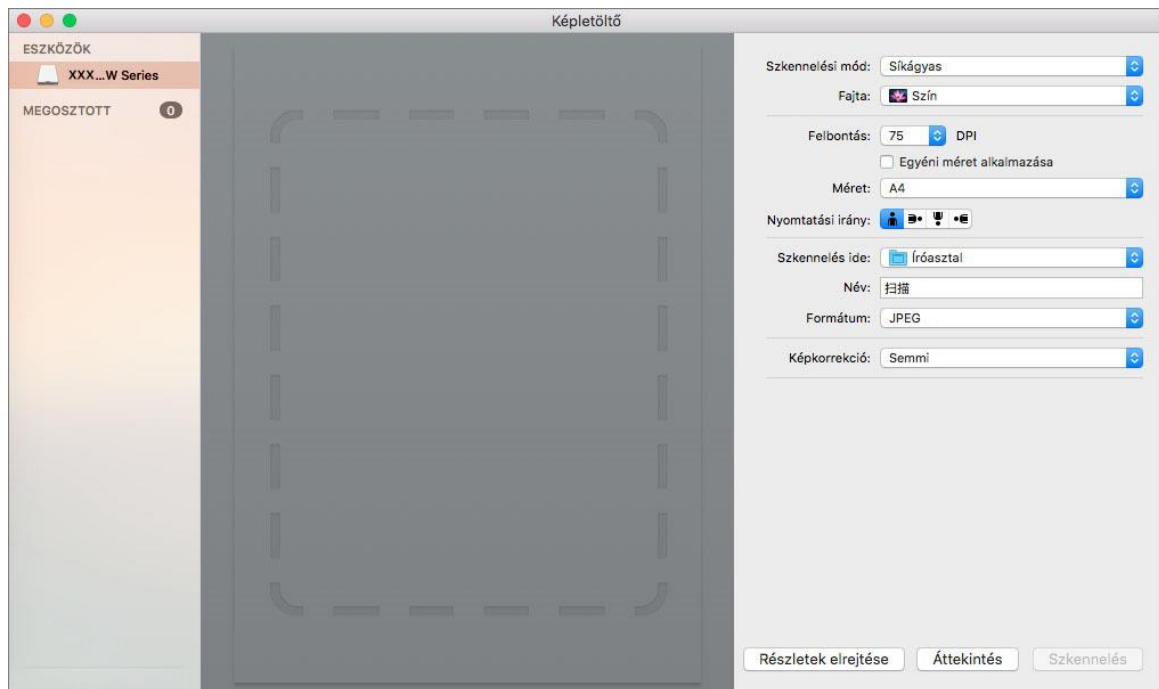 Képletöltő
ESZKÖZÖK
XXX...W Series
MEGOSZTOTT 0
Szkennelési mód: Síkágyas
Fajta: Szín
Felbontás: 75 DPI
Egyéni méret alkalmazása
Méret: A4
Nyomtatási irány:
Szkennelés ide: Íróasztal
Név: 扫描
Formátum: JPEG
Képkorrekció: Semmi
Részletek elrejtése Áttekintés Szkennelés